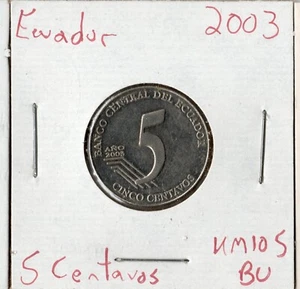 Ecuador 2003
BANCO CENTRAL DEL ECUADOR
AÑO
2003
5
CINCO CENTAVOS
5 Centavos
KM105
BU